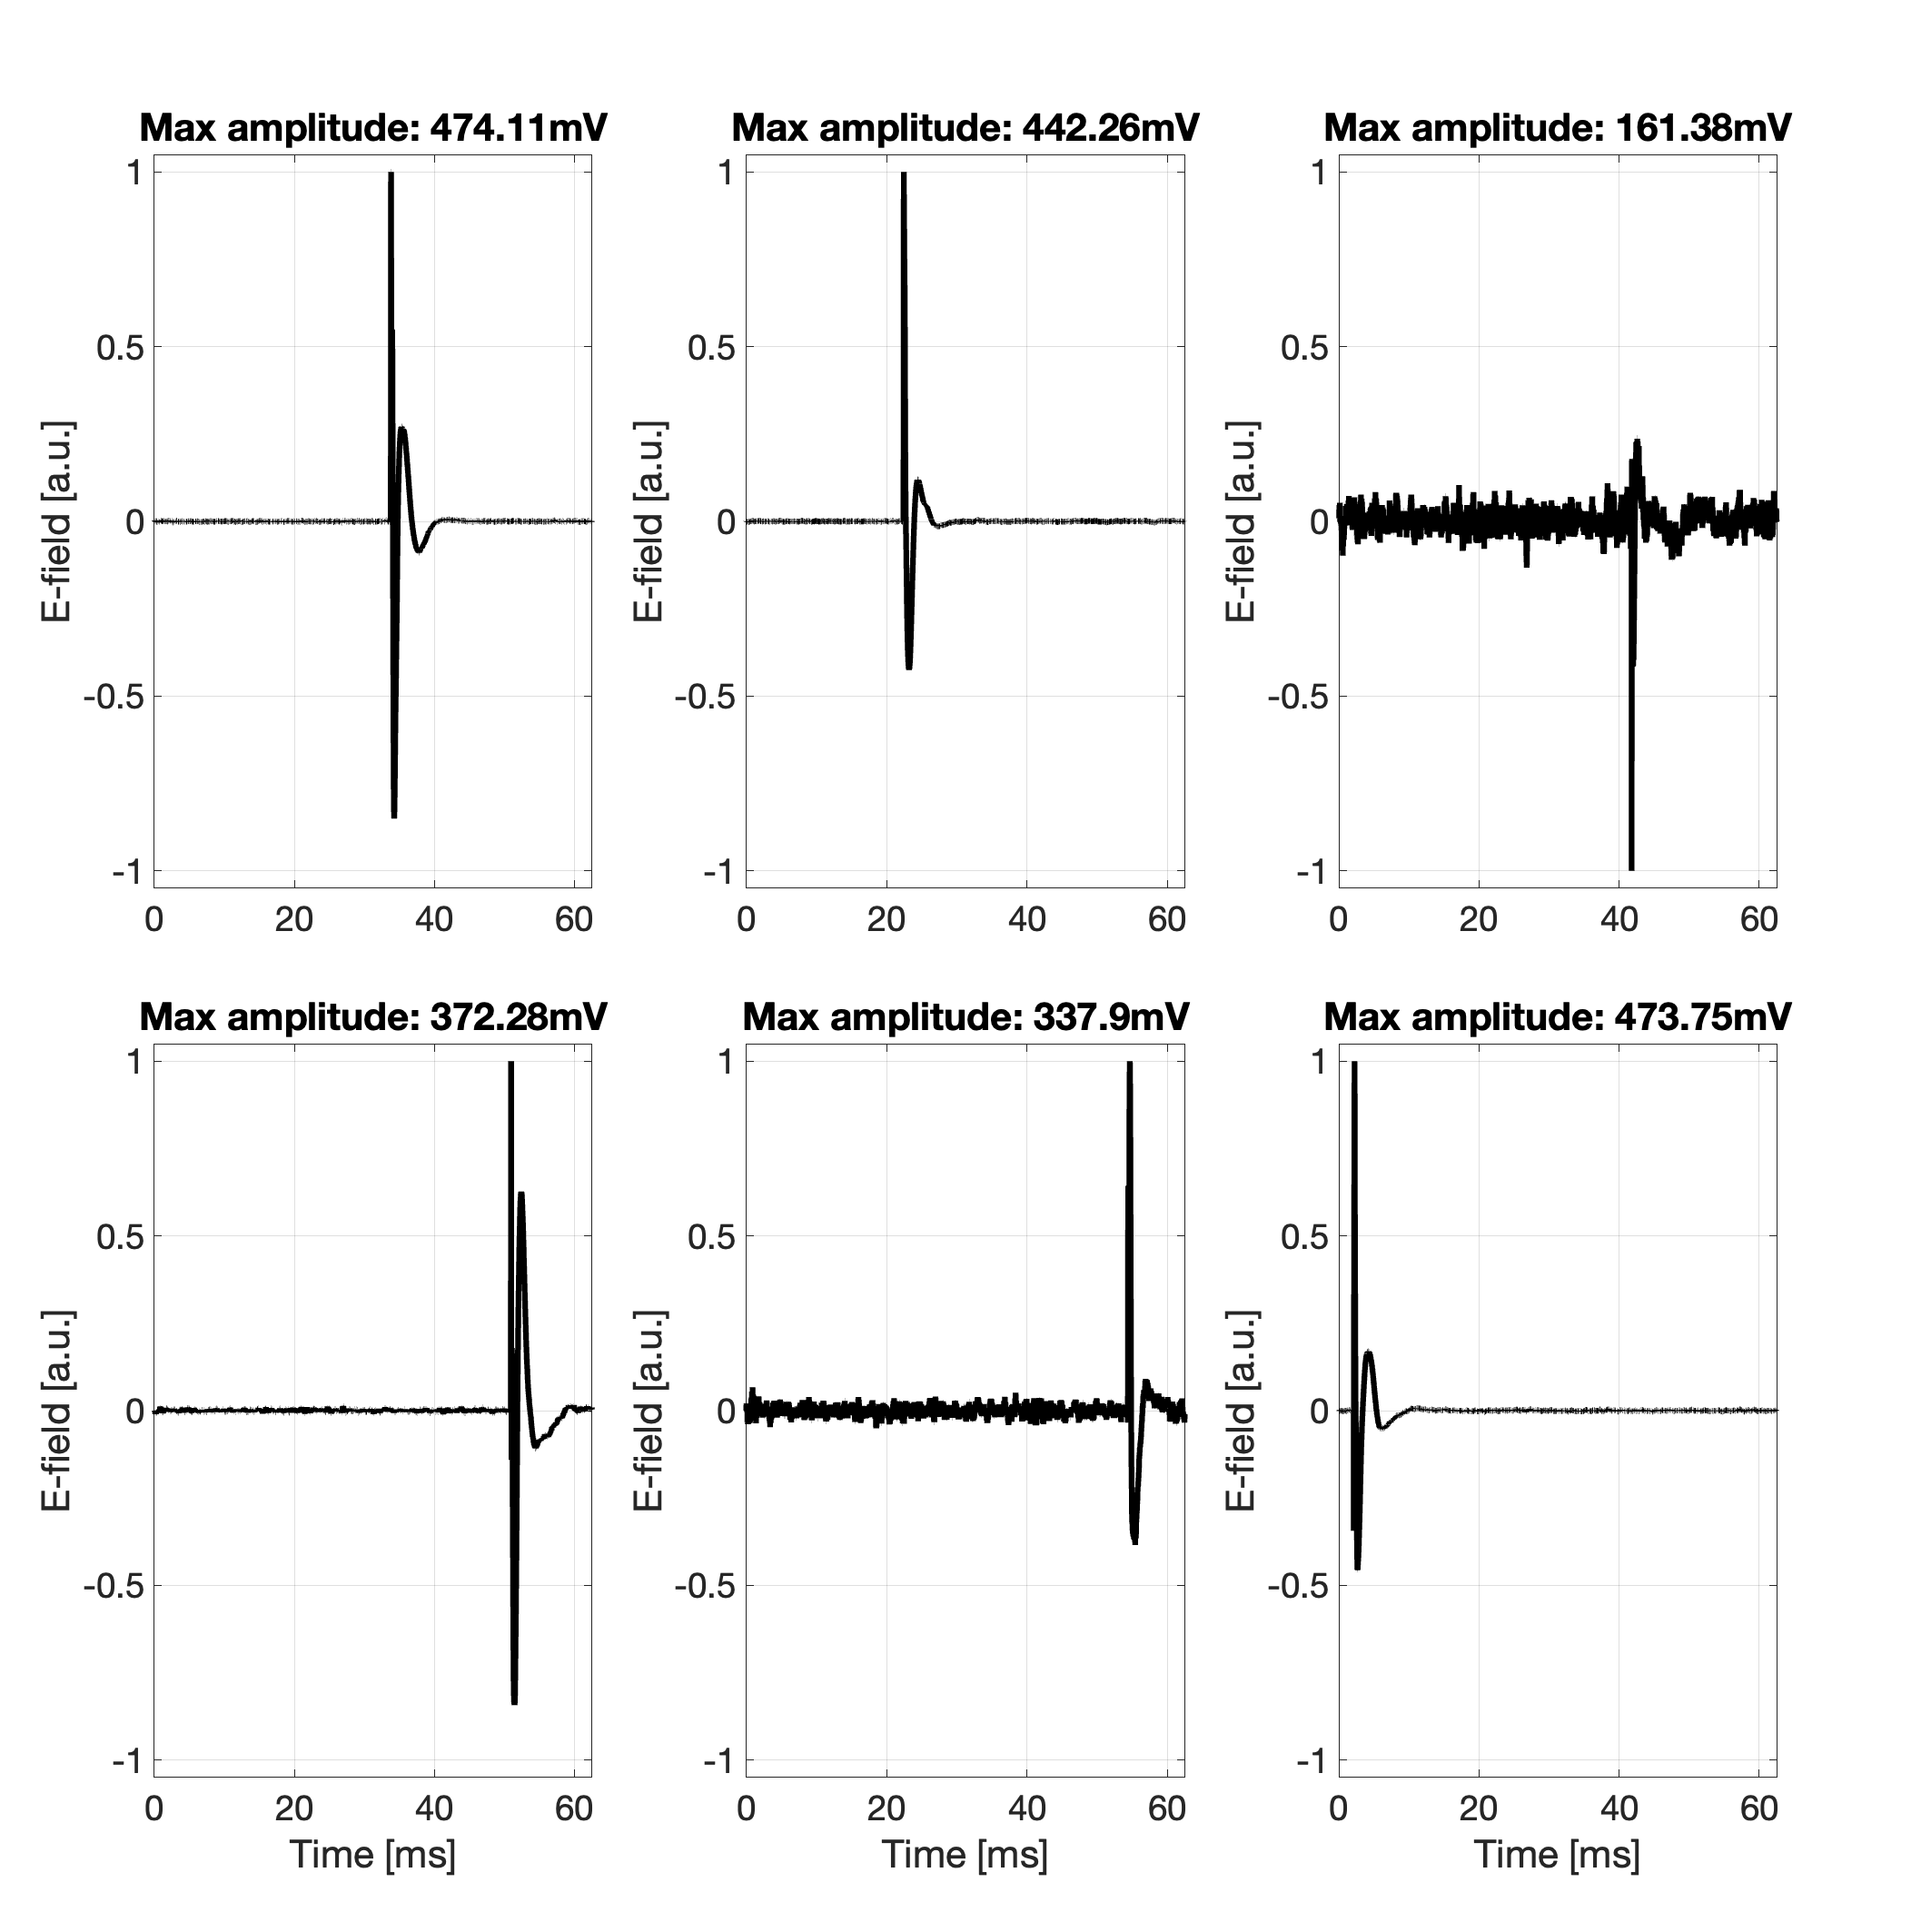 Max amplitude: 474.11mV
1
0.5
0
-0.5
-1
E-field [a.u.]
0 20 40 60
Max amplitude: 442.26mV
1
0.5
0
-0.5
-1
E-field [a.u.]
0 20 40 60
Max amplitude: 161.38mV
1
0.5
0
-0.5
-1
E-field [a.u.]
0 20 40 60
Max amplitude: 372.28mV
1
0.5
0
-0.5
-1
E-field [a.u.]
0 20 40 60
Time [ms]
Max amplitude: 337.9mV
1
0.5
0
-0.5
-1
E-field [a.u.]
0 20 40 60
Time [ms]
Max amplitude: 473.75mV
1
0.5
0
-0.5
-1
E-field [a.u.]
0 20 40 60
Time [ms]